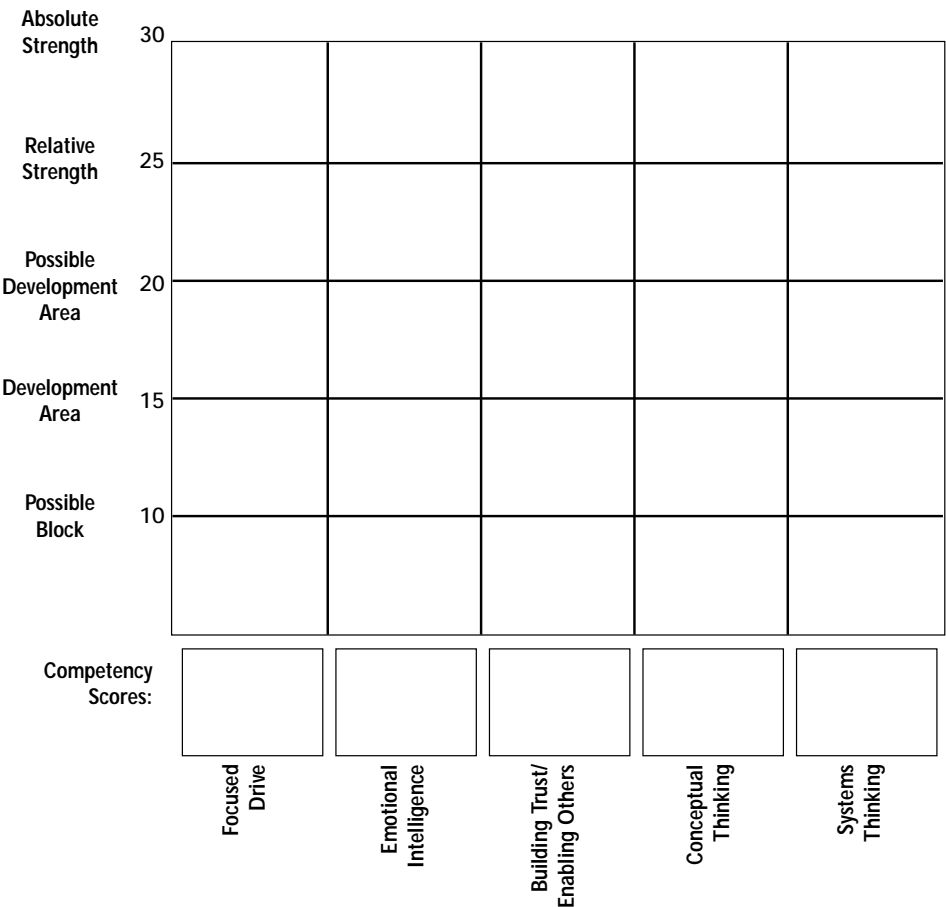 Absolute
Strength
30
Relative
Strength
25
Possible
Development
Area
20
Development
Area
15
Possible
Block
10
Competency
Scores:
Focused
Drive
Emotional
Intelligence
Building Trust/
Enabling Others
Conceptual
Thinking
Systems
Thinking